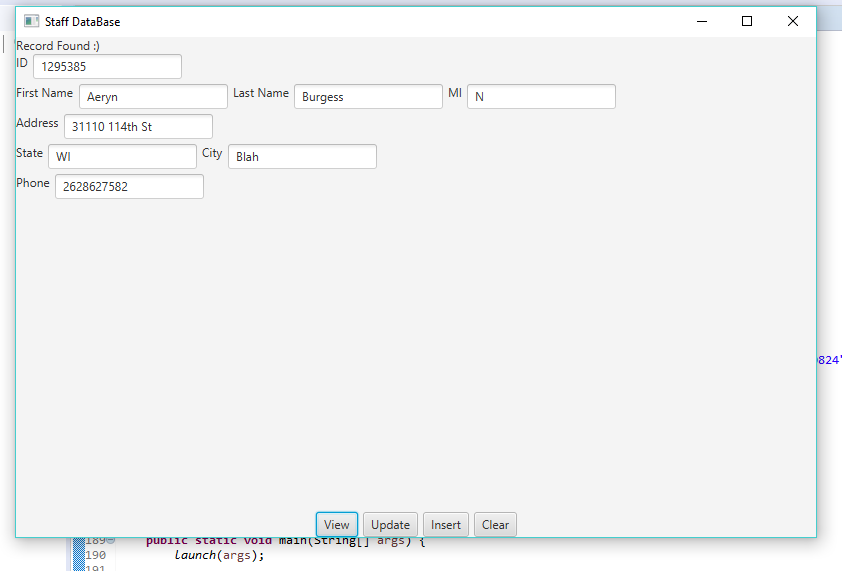 Staff DataBase
Record Found :)
ID 1295385
First Name Aeryn Last Name Burgess MI N
Address 31110 114th St
State WI City Blah
Phone 2628627582
824'
View Update Insert Clear
189 public static void main(String[] args) {
190 launch(args);
191